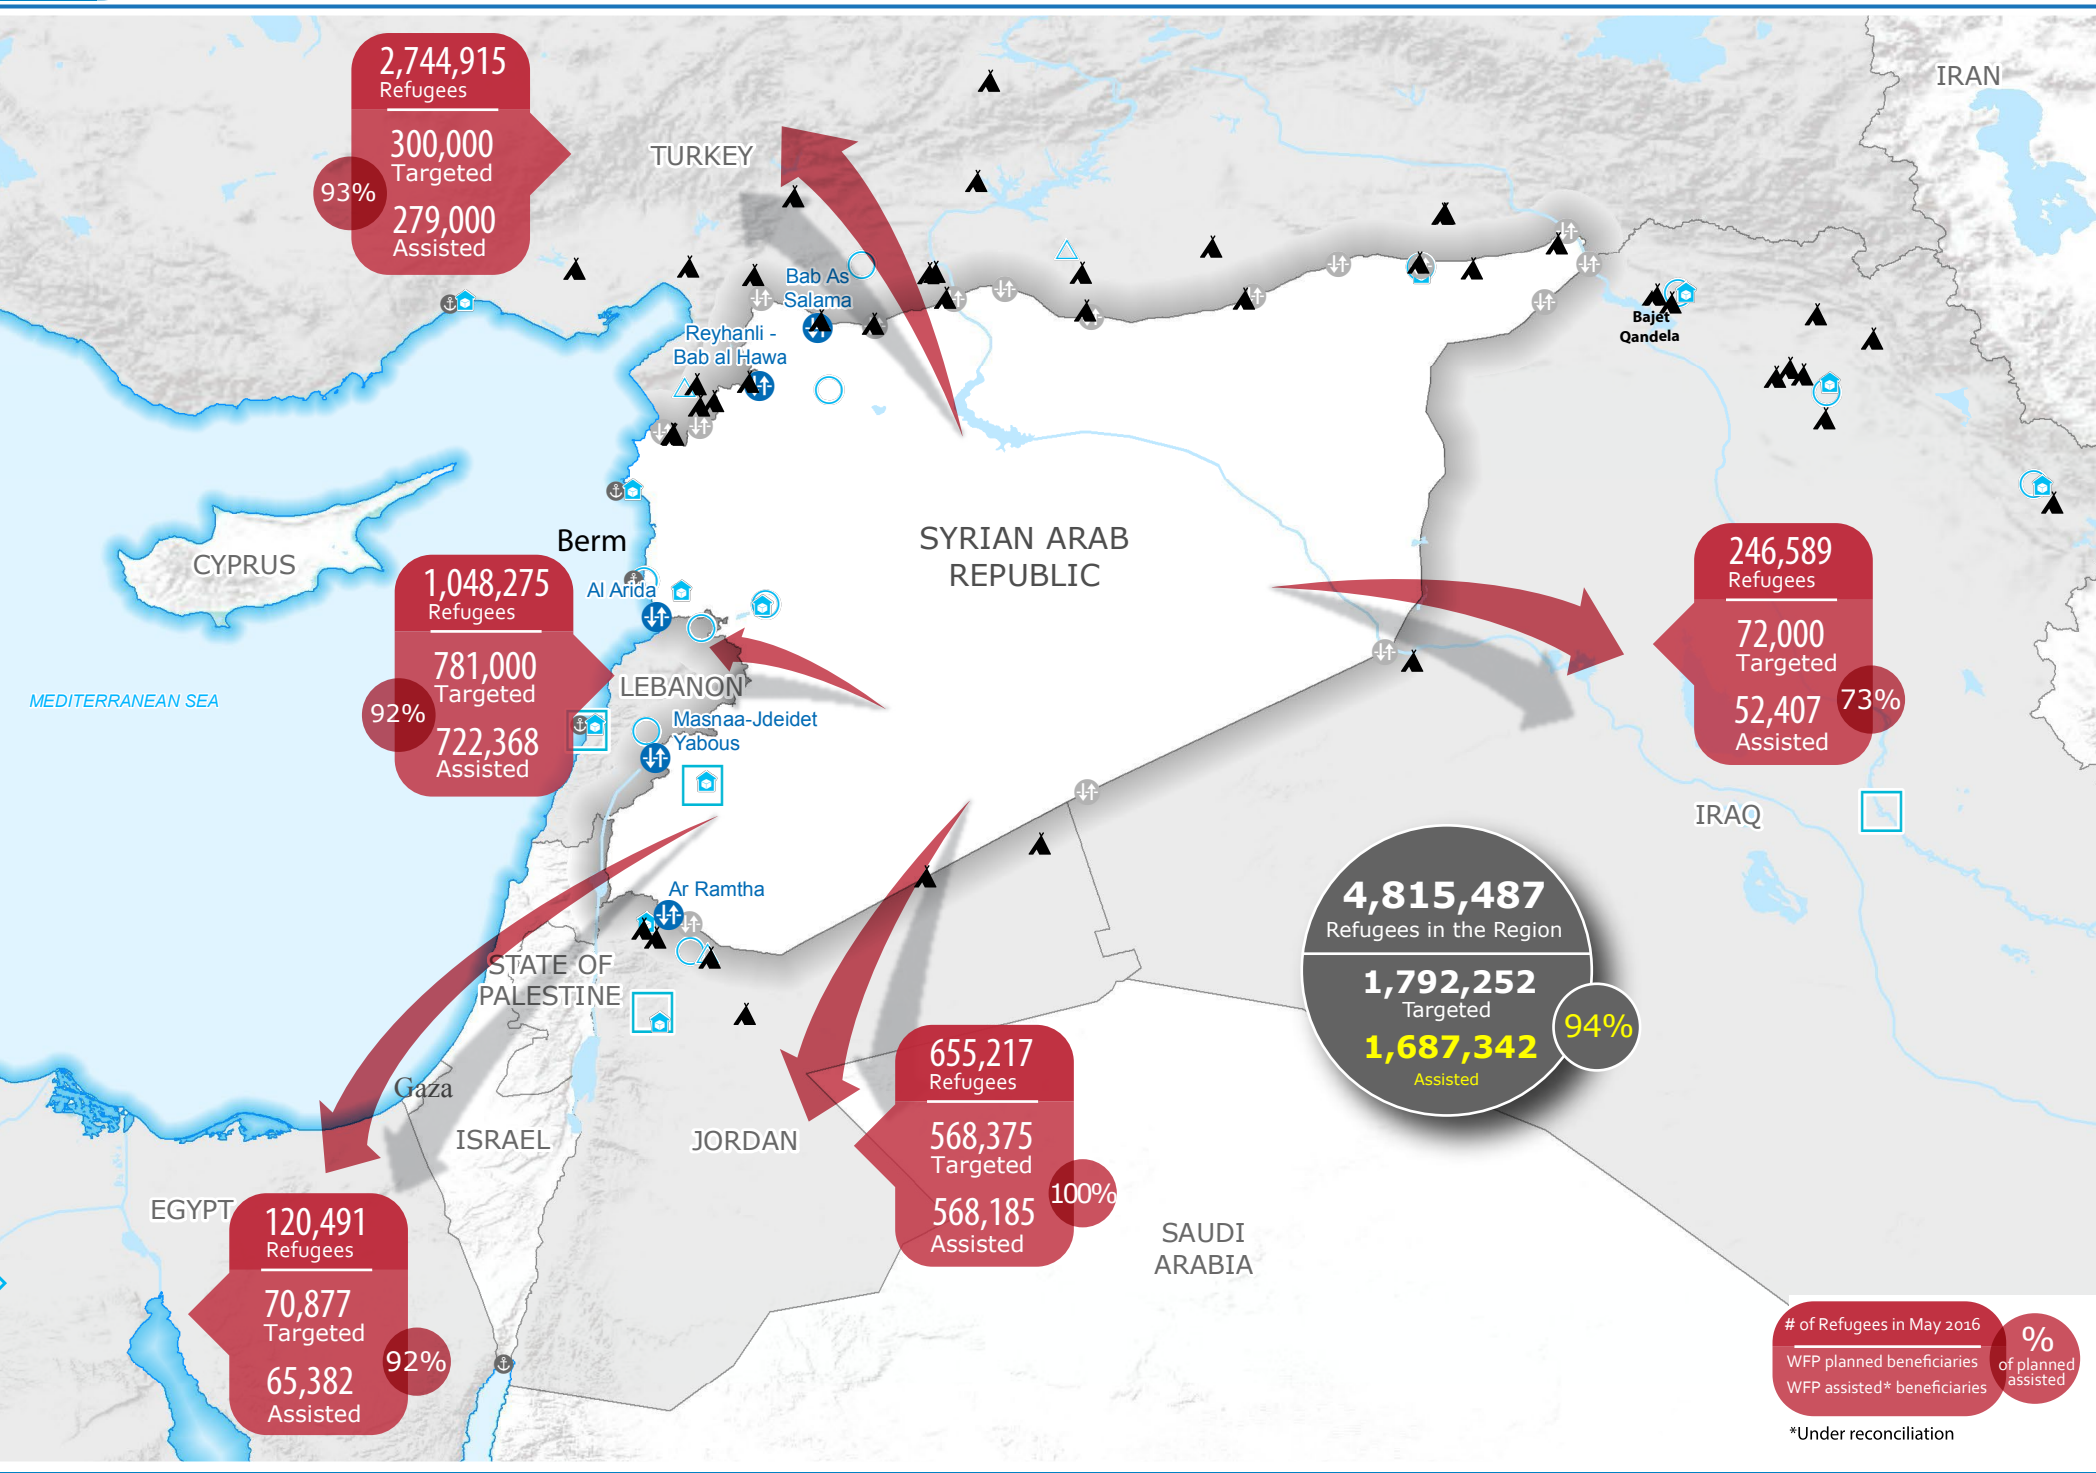 2,744,915
Refugees
300,000
Targeted
279,000
Assisted
93%
TURKEY
IRAN
Bab As
Salama
Reyhanli -
Bab al Hawa
Bajet
Qandela
CYPRUS
Berm
Al Arida
SYRIAN ARAB
REPUBLIC
1,048,275
Refugees
781,000
Targeted
722,368
Assisted
92%
246,589
Refugees
72,000
Targeted
52,407
Assisted
73%
MEDITERRANEAN SEA
LEBANON
Masnaa-Jdeidet
Yabous
IRAQ
Ar Ramtha
STATE OF
PALESTINE
4,815,487
Refugees in the Region
1,792,252
Targeted
1,687,342
Assisted
94%
Gaza
ISRAEL
JORDAN
655,217
Refugees
568,375
Targeted
568,185
Assisted
100%
EGYPT
120,491
Refugees
70,877
Targeted
65,382
Assisted
92%
SAUDI
ARABIA
# of Refugees in May 2016
WFP planned beneficiaries
WFP assisted* beneficiaries
%
of planned
assisted
*Under reconciliation